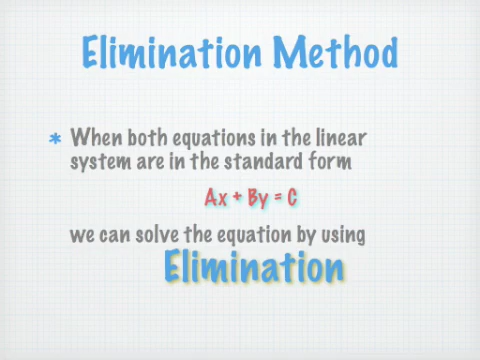 Elimination Method
* When both equations in the linear
system are in the standard form
Ax + By = C
we can solve the equation by using
Elimination